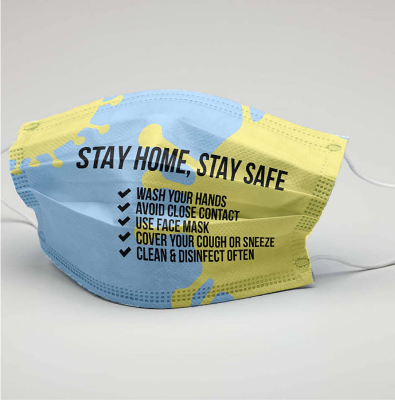 STAY HOME, STAY SAFE
WASH YOUR HANDS
AVOID CLOSE CONTACT
USE FACE MASK
COVER YOUR COUGH OR SNEEZE
CLEAN & DISINFECT OFTEN